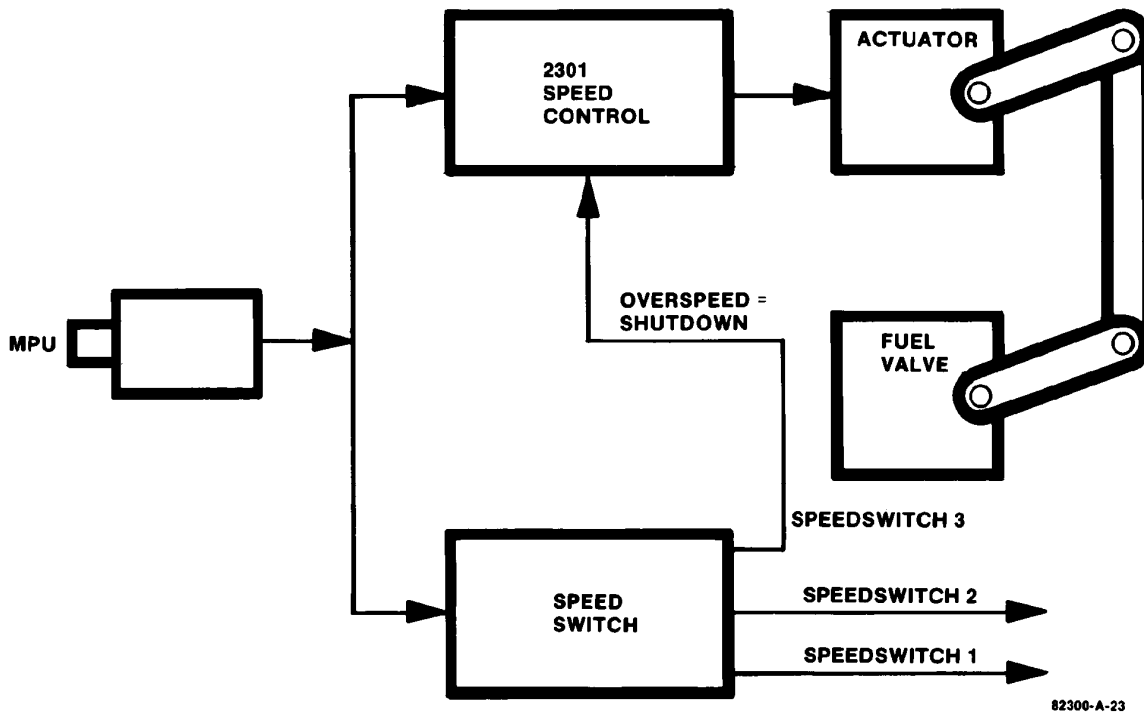 ACTUATOR
2301
SPEED
CONTROL
OVERSPEED =
SHUTDOWN
MPU
FUEL
VALVE
SPEEDSWITCH 3
SPEED
SWITCH
SPEEDSWITCH 2
SPEEDSWITCH 1
82300-A-23